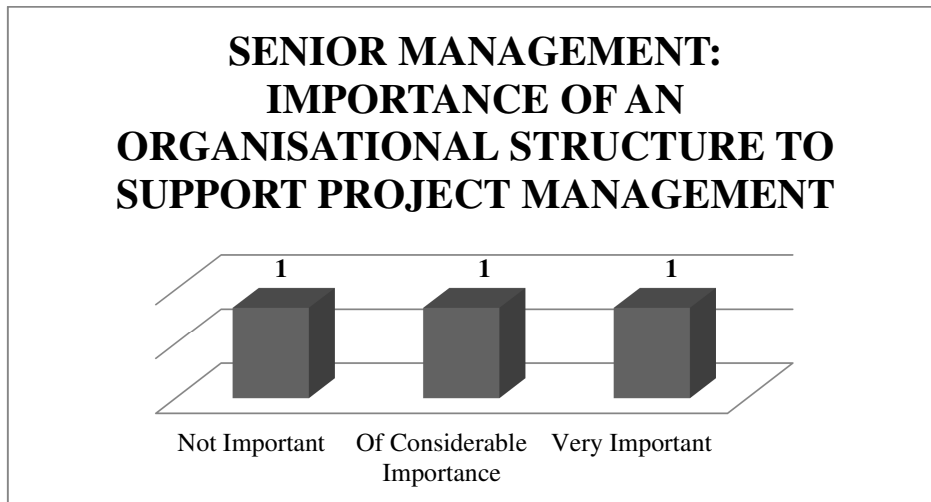 SENIOR MANAGEMENT:
IMPORTANCE OF AN
ORGANISATIONAL STRUCTURE TO
SUPPORT PROJECT MANAGEMENT
1 1 1
Not Important Of Considerable Importance Very Important